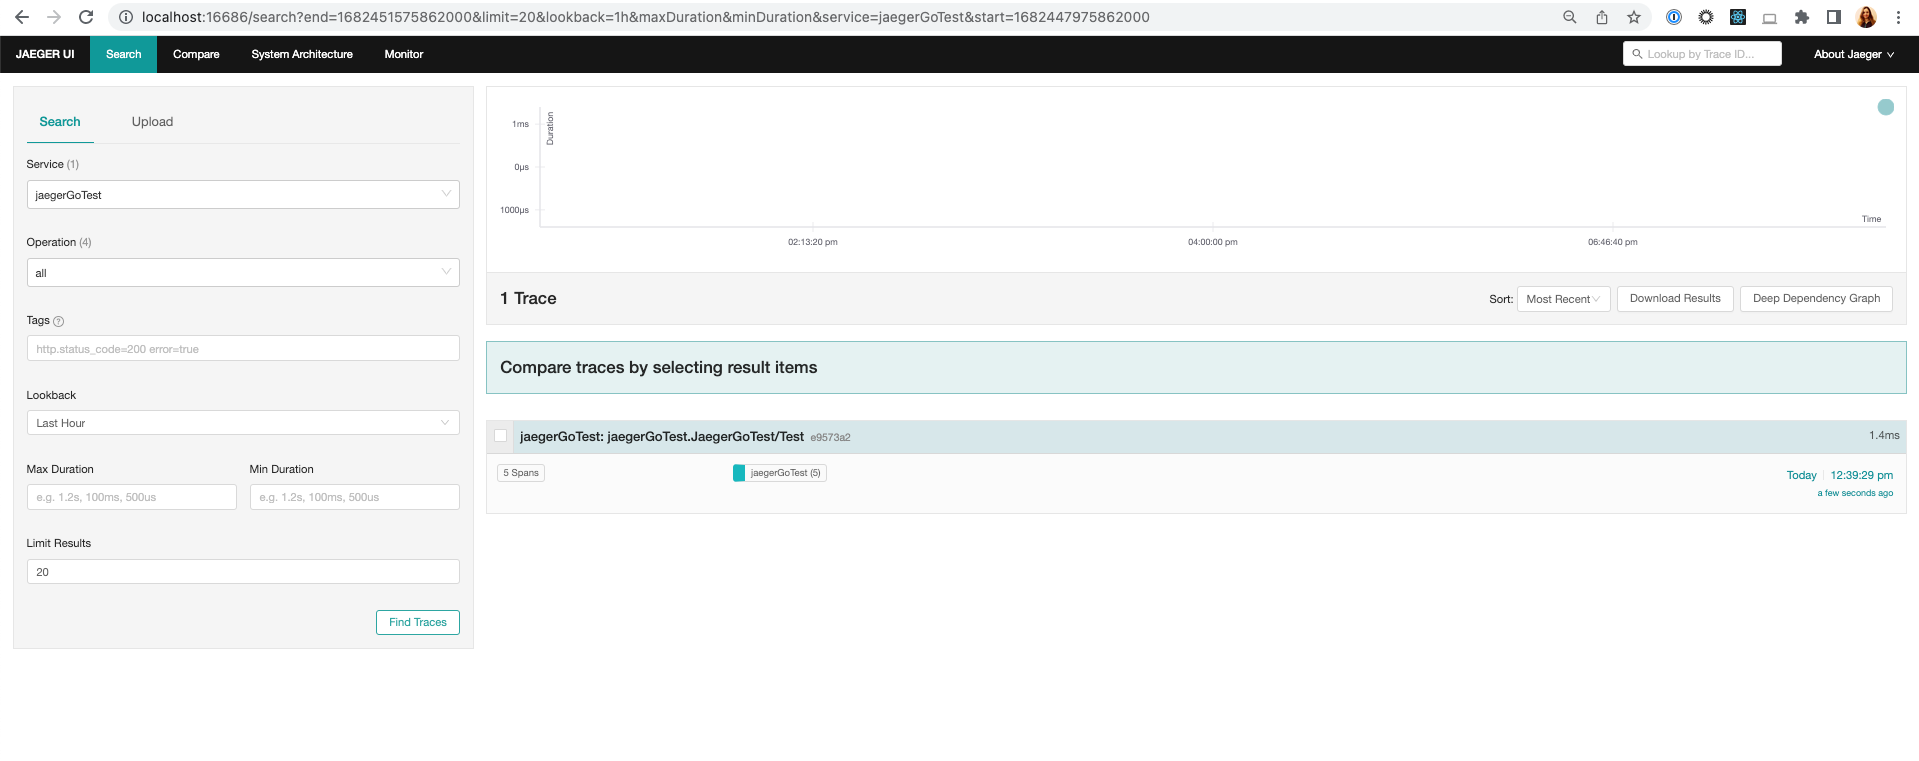 localhost:16686/search?end=1682451575862000&limit=20&lookback=1h&maxDuration&minDuration&service=jaegerGoTest&start=1682447975862000
JAEGER UI Search Compare System Architecture Monitor Lookup by Trace ID... About Jaeger
Search Upload
Service (1)
jaegerGoTest
Operation (4)
all
Tags ?
http.status_code=200 error=true
Lookback
Last Hour
Max Duration Min Duration
e.g. 1.2s, 100ms, 500us e.g. 1.2s, 100ms, 500us
Limit Results
20
Find Traces
Duration
1ms
0μs
1000μs
Time
02:13:20 pm 04:00:00 pm 06:46:40 pm
1 Trace Sort: Most Recent Download Results Deep Dependency Graph
Compare traces by selecting result items
jaegerGoTest: jaegerGoTest.JaegerGoTest/Test e9573a2 1.4ms
5 Spans jaegerGoTest (5) Today 12:39:29 pm
a few seconds ago